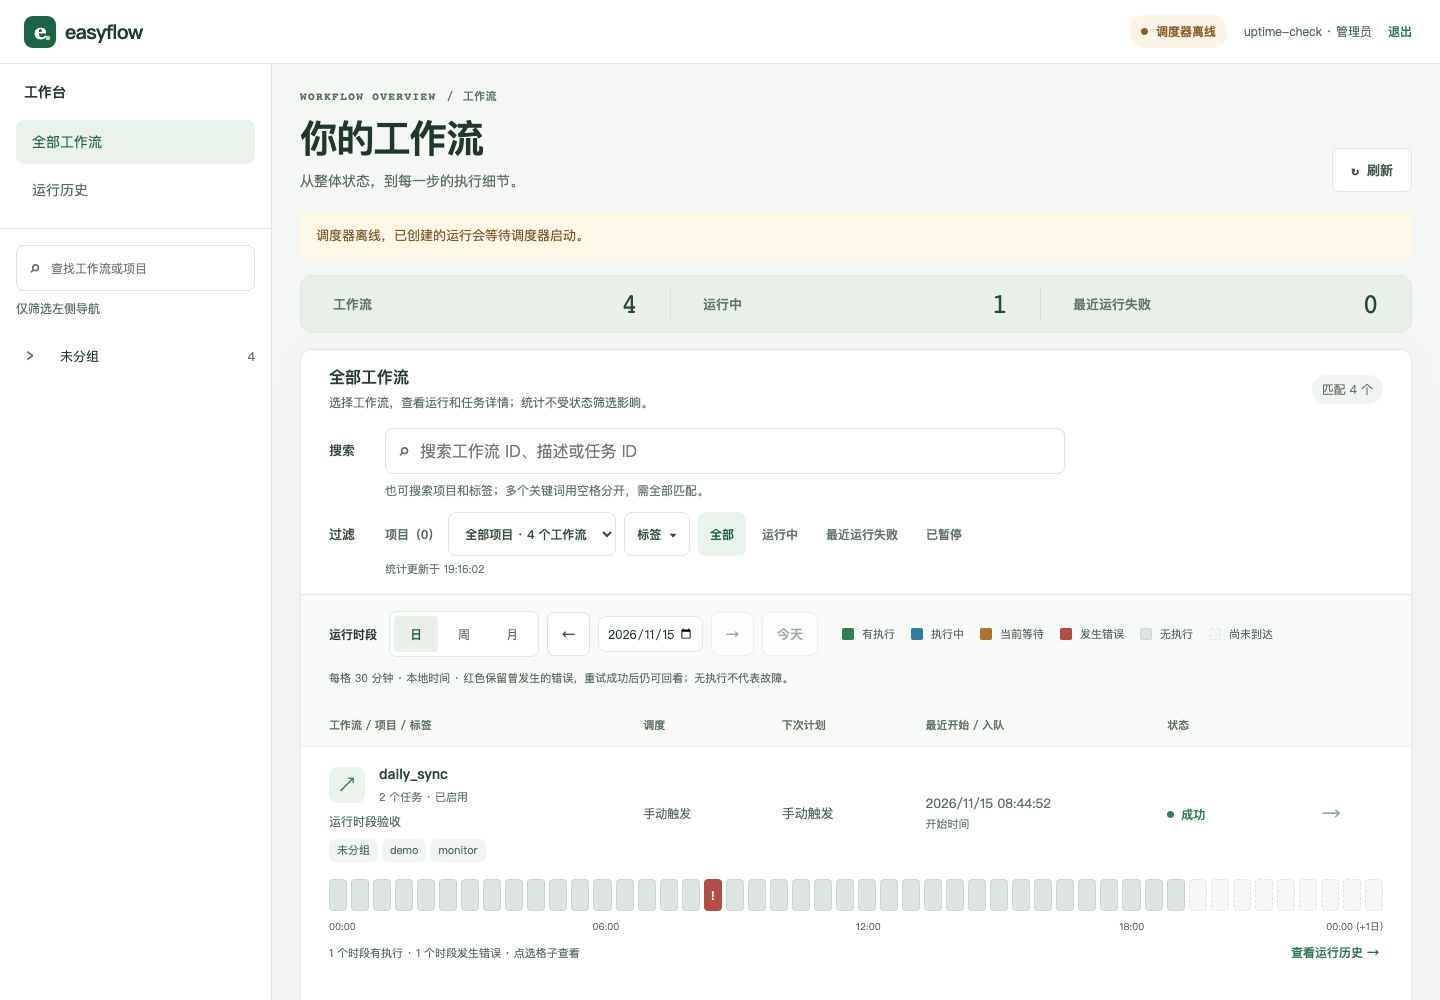 e. easyflow
调度器离线 uptime-check · 管理员 退出
工作台
全部工作流
运行历史
查找工作流或项目
仅筛选左侧导航
> 未分组 4
WORKFLOW OVERVIEW / 工作流
你的工作流
从整体状态，到每一步的执行细节。
↻ 刷新
调度器离线，已创建的运行会等待调度器启动。
工作流 4 运行中 1 最近运行失败 0
全部工作流
选择工作流，查看运行和任务详情；统计不受状态筛选影响。
匹配 4 个
搜索 搜索工作流 ID、描述或任务 ID
也可搜索项目和标签；多个关键词用空格分开，需全部匹配。
过滤 项目（0） 全部项目 · 4 个工作流 标签 全部 运行中 最近运行失败 已暂停
统计更新于 19:16:02
运行时段 日 周 月 ← 2026/11/15 → 今天 有执行 执行中 当前等待 发生错误 无执行 尚未到达
每格 30 分钟 · 本地时间 · 红色保留曾发生的错误，重试成功后仍可回看；无执行不代表故障。
工作流 / 项目 / 标签 调度 下次计划 最近开始 / 入队 状态
daily_sync
2 个任务 · 已启用
运行时段验收
未分组 demo monitor
手动触发 手动触发
2026/11/15 08:44:52
开始时间
成功 →
!
00:00 06:00 12:00 18:00 00:00 (+1日)
1 个时段有执行 · 1 个时段发生错误 · 点选格子查看
查看运行历史 →